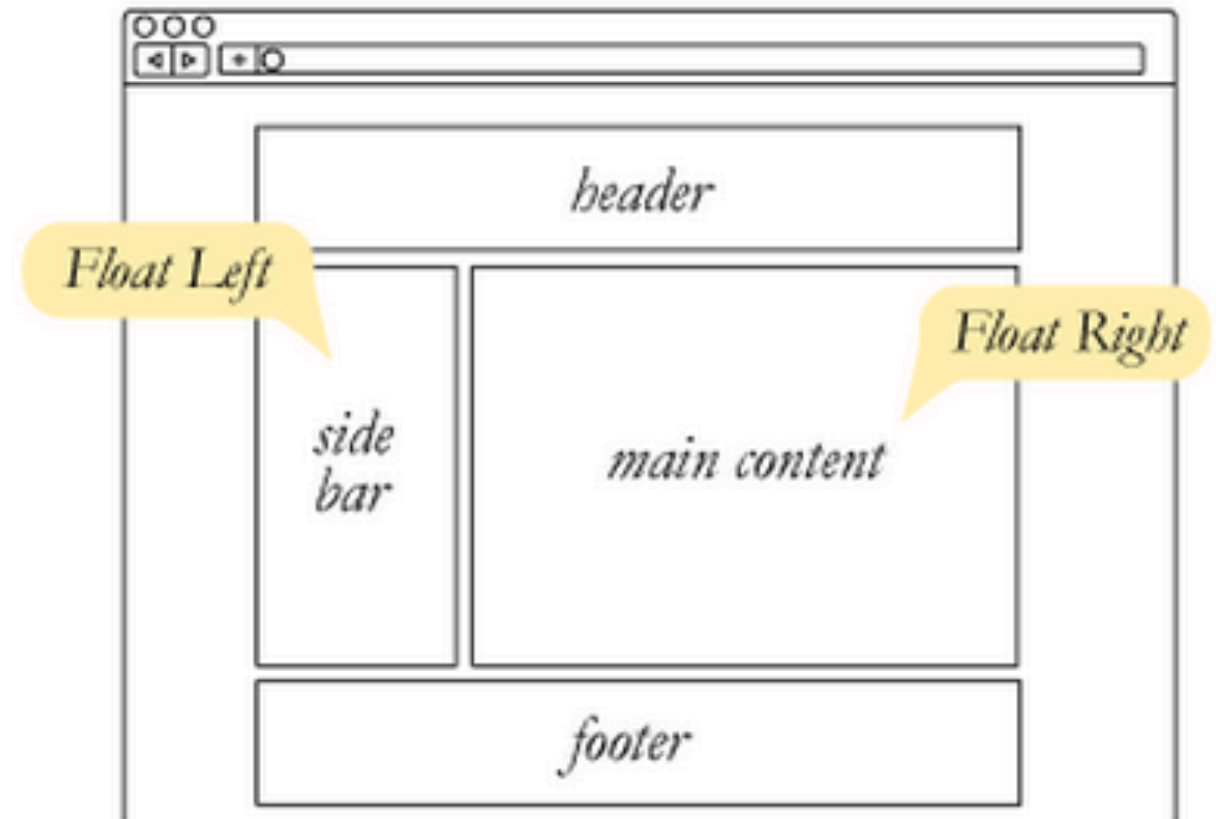 header
Float Left
Float Right
side
bar
main content
footer